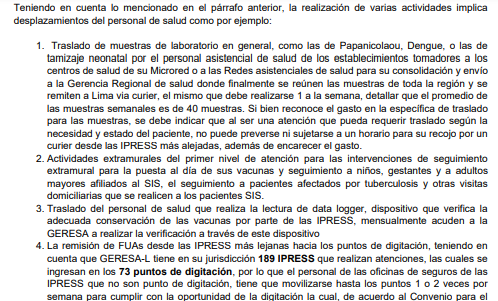 Teniendo en cuenta lo mencionado en el párrafo anterior, la realización de varias actividades implica
desplazamientos del personal de salud como por ejemplo:
1. Traslado de muestras de laboratorio en general, como las de Papanicolaou, Dengue, o las de
tamizaje neonatal por el personal asistencial de salud de los establecimientos tomadores a los
centros de salud de su Microred o a las Redes asistenciales de salud para su consolidación y envío
a la Gerencia Regional de salud donde finalmente se reúnen las muestras de toda la región y se
remiten a Lima vía curier, el mismo que debe realizarse 1 a la semana, detallar que el promedio de
las muestras semanales es de 40 muestras. Si bien reconoce el gasto en la específica de traslado
para las muestras, se debe indicar que al ser una atención que pueda requerir traslado según la
necesidad y estado del paciente, no puede preverse ni sujetarse a un horario para su recojo por un
curier desde las IPRESS más alejadas, además de encarecer el gasto.
2. Actividades extramurales del primer nivel de atención para las intervenciones de seguimiento
extramural para la puesta al día de sus vacunas y seguimiento a niños, gestantes y a adultos
mayores afiliados al SIS, el seguimiento a pacientes afectados por tuberculosis y otras visitas
domiciliarias que se realicen a los pacientes SIS.
3. Traslado del personal de salud que realiza la lectura de data logger, dispositivo que verifica la
adecuada conservación de las vacunas por parte de las IPRESS, mensualmente acuden a la
GERESA a realizar la verificación a través de este dispositivo
4. La remisión de FUAs desde las IPRESS más lejanas hacia los puntos de digitación, teniendo en
cuenta que GERESA-L tiene en su jurisdicción 189 IPRESS que realizan atenciones, las cuales se
ingresan en los 73 puntos de digitación, por lo que el personal de las oficinas de seguros de las
IPRESS que no son punto de digitación, tiene que movilizarse hasta los puntos 1 o 2 veces por
semana para cumplir con la oportunidad de la digitación la cual, de acuerdo al Convenio para el